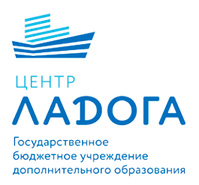 ЦЕНТР
ЛАДОГА
Государственное
бюджетное учреждение
дополнительного образования